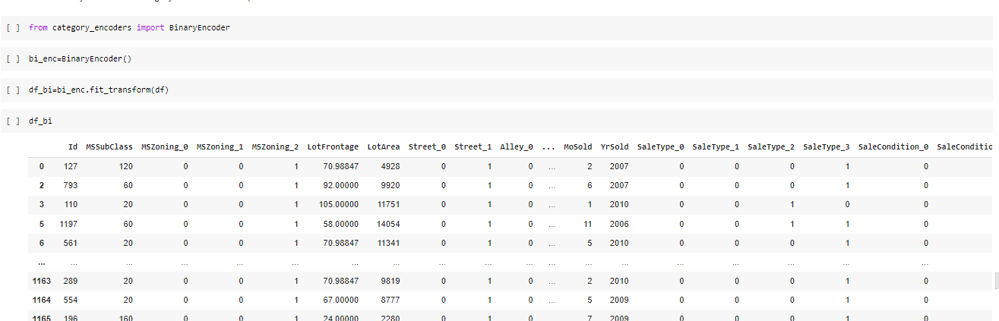 [ ] from category_encoders import BinaryEncoder
[ ] bi_enc=BinaryEncoder()
[ ] df_bi=bi_enc.fit_transform(df)
[ ] df_bi
Id MSSubClass MSZoning_0 MSZoning_1 MSZoning_2 LotFrontage LotArea Street_0 Street_1 Alley_0 ... MoSold YrSold SaleType_0 SaleType_1 SaleType_2 SaleType_3 SaleCondition_0 SaleConditio
0 127 120 0 0 1 70.98847 4928 0 1 0 ... 2 2007 0 0 0 1 0
2 793 60 0 0 1 92.00000 9920 0 1 0 ... 6 2007 0 0 0 1 0
3 110 20 0 0 1 105.00000 11751 0 1 0 ... 1 2010 0 0 1 0 0
5 1197 60 0 0 1 58.00000 14054 0 1 0 ... 11 2006 0 0 1 1 0
6 561 20 0 0 1 70.98847 11341 0 1 0 ... 5 2010 0 0 0 1 0
... ... ... ... ... ... ... ... ... ... ... ... ... ... ... ... ... ... ...
1163 289 20 0 0 1 70.98847 9819 0 1 0 ... 2 2010 0 0 0 1 0
1164 554 20 0 0 1 67.00000 8777 0 1 0 ... 5 2009 0 0 0 1 0
1165 196 160 0 0 1 24.00000 2280 0 1 0 ... 7 2009 0 0 0 1 0